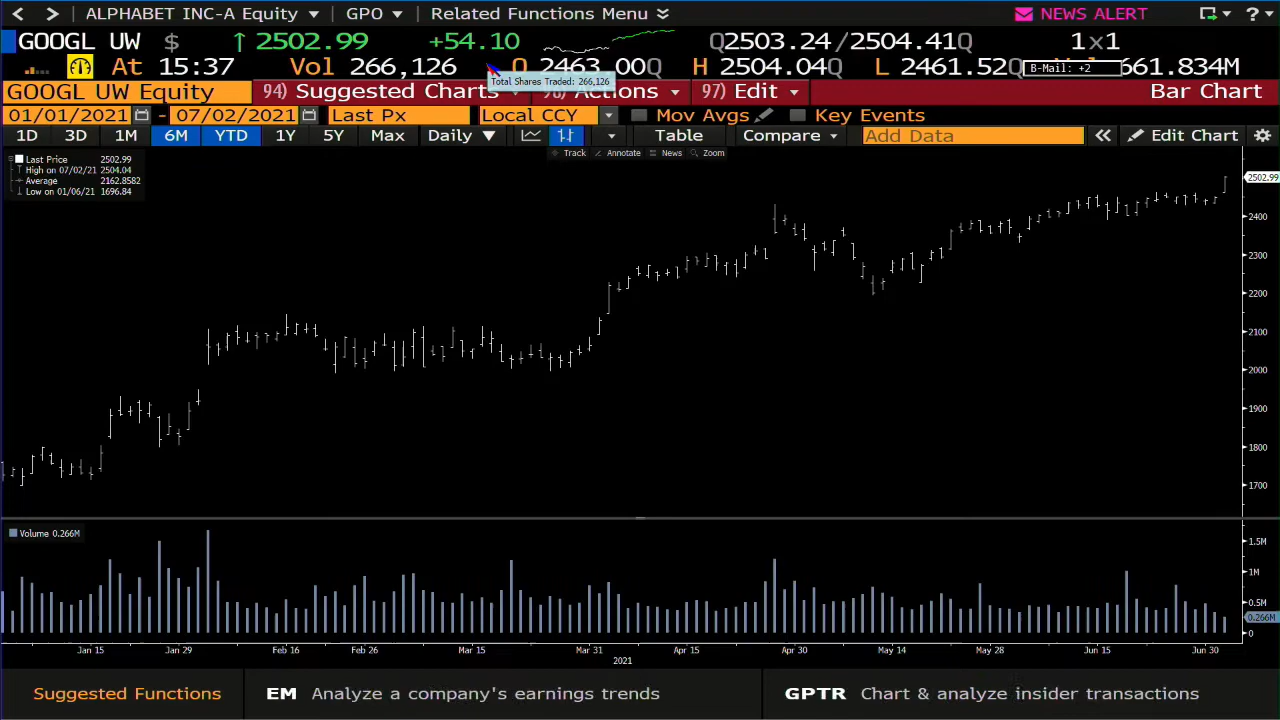 < > ALPHABET INC-A Equity GPO Related Functions Menu NEWS ALERT ?
GOOGL UW $ ↑ 2502.99 +54.10 Q2503.24/2504.41Q 1x1
At 15:37 Vol 266,126 O 2463.00Q H 2504.04Q L 2461.52Q 661.834M
Total Shares Traded: 266,126
B-Mail: +2
GOOGL UW Equity 94) Suggested Charts Actions 97) Edit Bar Chart
01/01/2021 - 07/02/2021 Last Px Local CCY Mov Avgs Key Events
1D 3D 1M 6M YTD 1Y 5Y Max Daily ▼ Table Compare Add Data « Edit Chart
Track Annotate News Zoom
Last Price 2502.99
High on 07/02/21 2504.04
Average 2162.8582
Low on 01/06/21 1696.84
2502.99
2400
2300
2200
2100
2000
1900
1800
1700
Volume 0.266M
1.5M
1M
0.5M
0.266M
0
Jan 15 Jan 29 Feb 16 Feb 26 Mar 15 Mar 31 Apr 15 Apr 30 May 14 May 28 Jun 15 Jun 30
2021
Suggested Functions EM Analyze a company's earnings trends GPTR Chart & analyze insider transactions